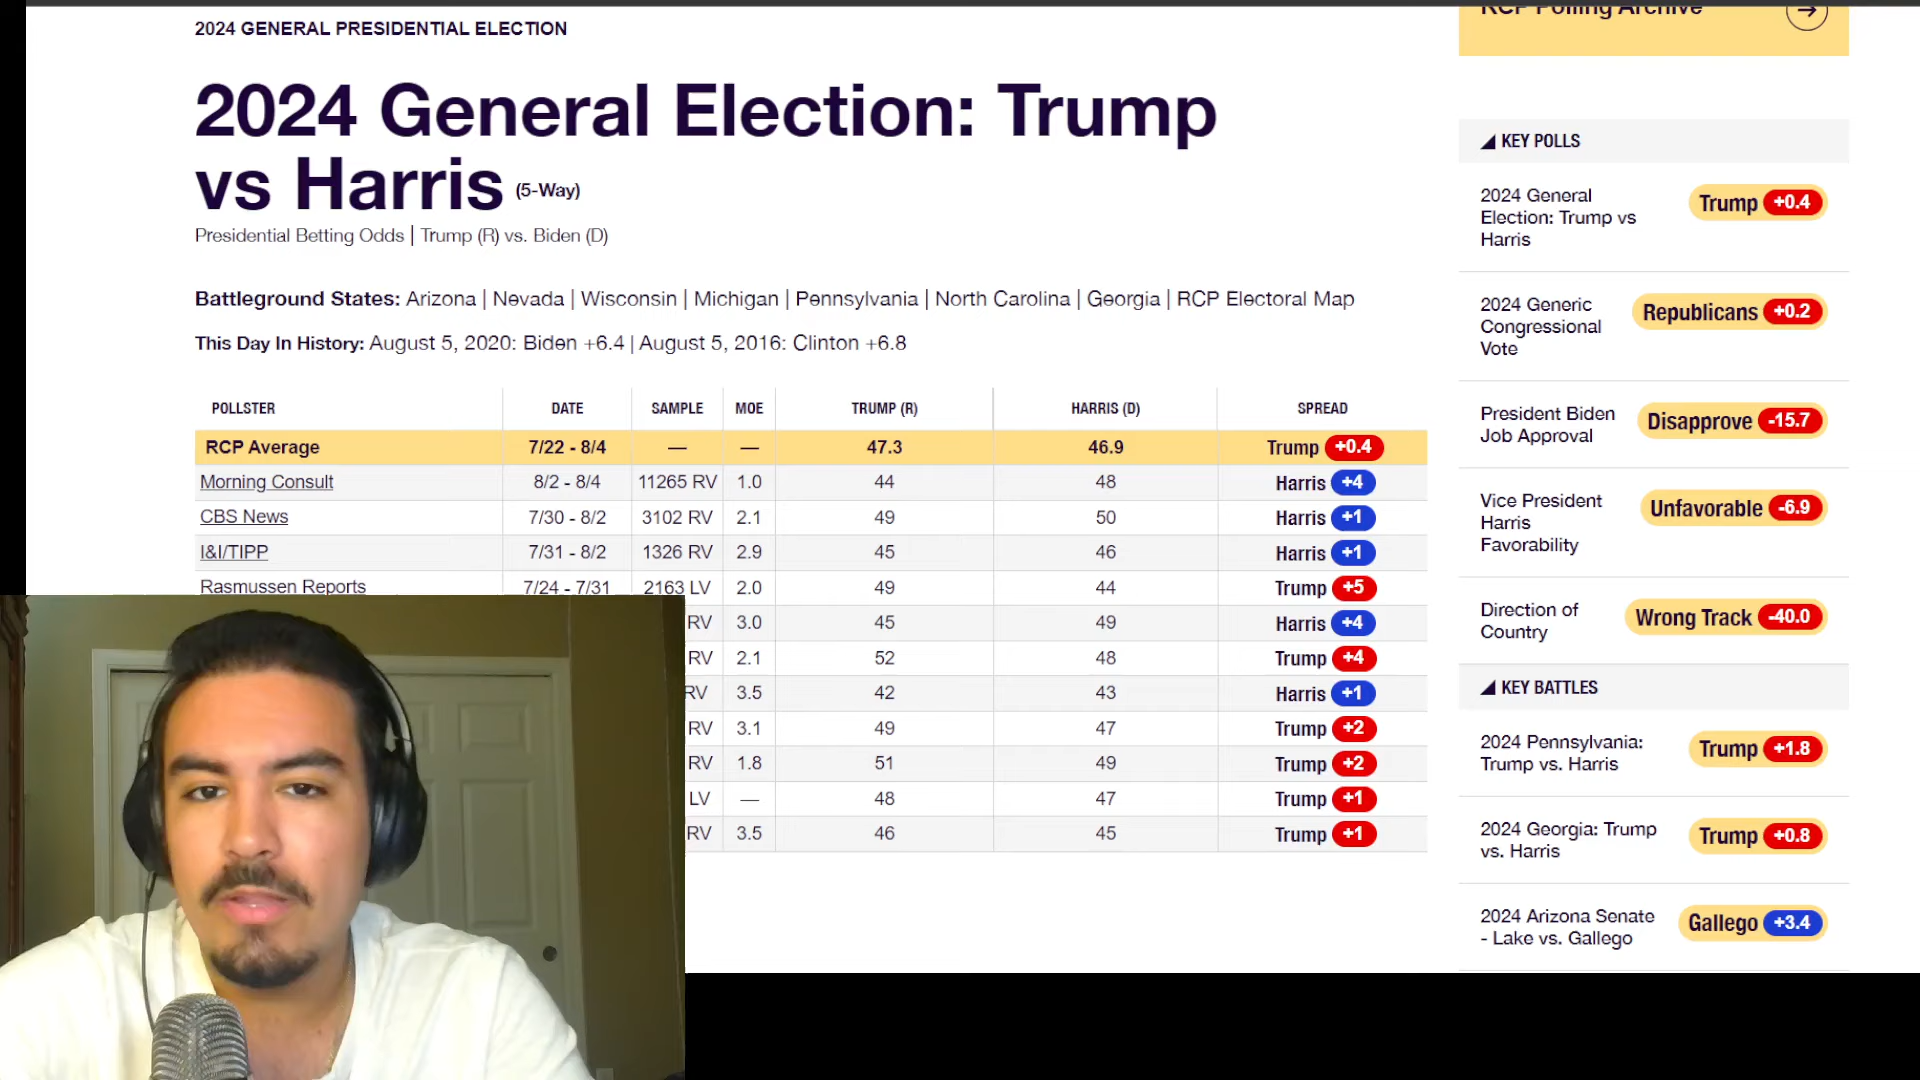 2024 GENERAL PRESIDENTIAL ELECTION
2024 General Election: Trump
vs Harris (5-Way)
Presidential Betting Odds | Trump (R) vs. Biden (D)
Battleground States: Arizona | Nevada | Wisconsin | Michigan | Pennsylvania | North Carolina | Georgia | RCP Electoral Map
This Day In History: August 5, 2020: Biden +6.4 | August 5, 2016: Clinton +6.8
POLLSTER DATE SAMPLE MOE TRUMP (R) HARRIS (D) SPREAD
RCP Average 7/22 - 8/4 — — 47.3 46.9 Trump +0.4
Morning Consult 8/2 - 8/4 11265 RV 1.0 44 48 Harris +4
CBS News 7/30 - 8/2 3102 RV 2.1 49 50 Harris +1
I&I/TIPP 7/31 - 8/2 1326 RV 2.9 45 46 Harris +1
Rasmussen Reports 7/24 - 7/31 2163 LV 2.0 49 44 Trump +5
RV 3.0 45 49 Harris +4
RV 2.1 52 48 Trump +4
RV 3.5 42 43 Harris +1
RV 3.1 49 47 Trump +2
RV 1.8 51 49 Trump +2
LV — 48 47 Trump +1
RV 3.5 46 45 Trump +1
RCP Polling Archive
KEY POLLS
2024 General
Election: Trump vs
Harris
Trump +0.4
2024 Generic
Congressional
Vote
Republicans +0.2
President Biden
Job Approval
Disapprove -15.7
Vice President
Harris
Favorability
Unfavorable -6.9
Direction of
Country
Wrong Track -40.0
KEY BATTLES
2024 Pennsylvania:
Trump vs. Harris
Trump +1.8
2024 Georgia: Trump
vs. Harris
Trump +0.8
2024 Arizona Senate
- Lake vs. Gallego
Gallego +3.4